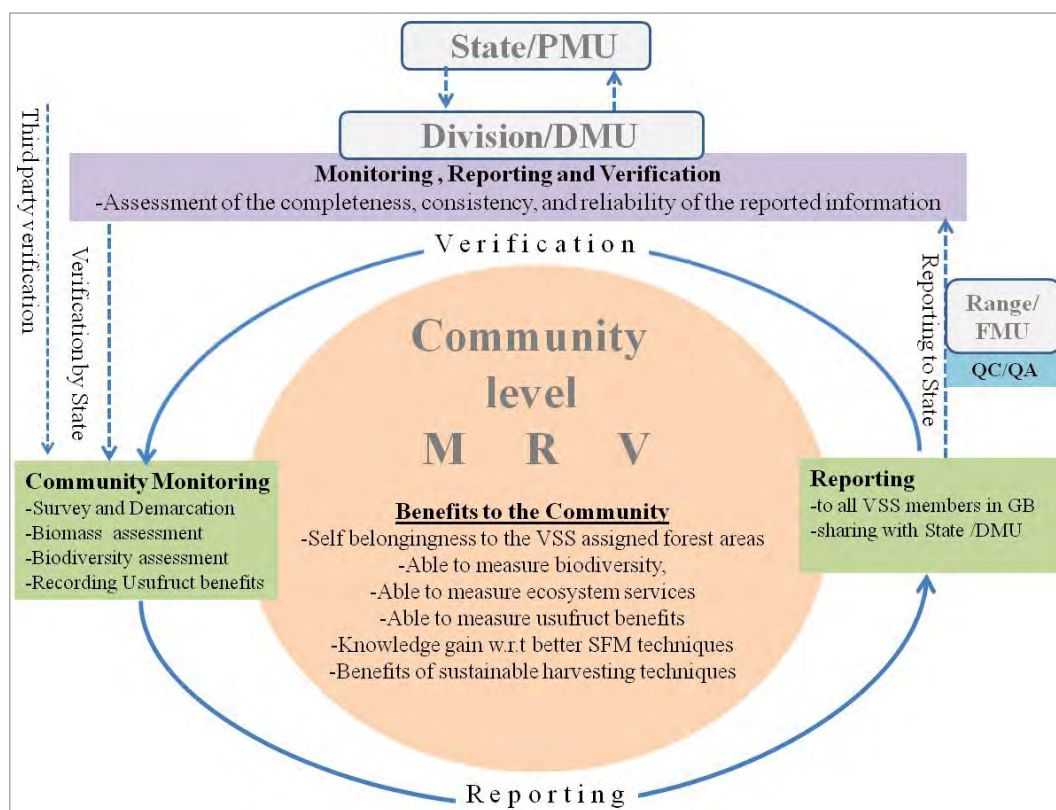 State/PMU
Division/DMU
Monitoring , Reporting and Verification
-Assessment of the completeness, consistency, and reliability of the reported information
Third party verification
Verification by State
Verification
Reporting to State
Range/
FMU
QC/QA
Community
level
M R V
Community Monitoring
-Survey and Demarcation
-Biomass assessment
-Biodiversity assessment
-Recording Usufruct benefits
Benefits to the Community
-Self belongingness to the VSS assigned forest areas
-Able to measure biodiversity,
-Able to measure ecosystem services
-Able to measure usufruct benefits
-Knowledge gain w.r.t better SFM techniques
-Benefits of sustainable harvesting techniques
Reporting
-to all VSS members in GB
-sharing with State /DMU
Reporting